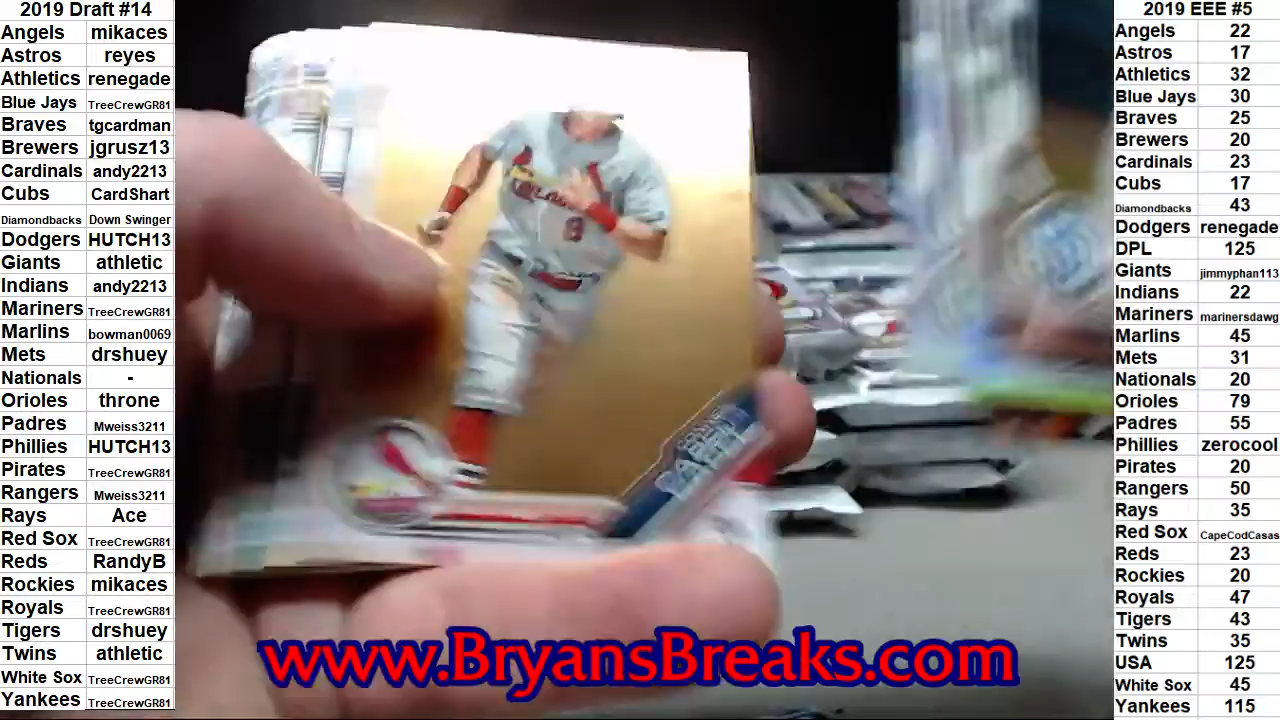 2019 Draft #14
Angels mikaces
Astros reyes
Athletics renegade
Blue Jays TreeCrewGR81
Braves tgcardman
Brewers jgrusz13
Cardinals andy2213
Cubs CardShart
Diamondbacks Down Swinger
Dodgers HUTCH13
Giants athletic
Indians andy2213
Mariners TreeCrewGR81
Marlins bowman0069
Mets drshuey
Nationals -
Orioles throne
Padres Mweiss3211
Phillies HUTCH13
Pirates TreeCrewGR81
Rangers Mweiss3211
Rays Ace
Red Sox TreeCrewGR81
Reds RandyB
Rockies mikaces
Royals TreeCrewGR81
Tigers drshuey
Twins athletic
White Sox TreeCrewGR81
Yankees TreeCrewGR81
8
www.BryansBreaks.com
2019 EEE #5
Angels 22
Astros 17
Athletics 32
Blue Jays 30
Braves 25
Brewers 20
Cardinals 23
Cubs 17
Diamondbacks 43
Dodgers renegade
DPL 125
Giants jimmyphan113
Indians 22
Mariners marinersdawg
Marlins 45
Mets 31
Nationals 20
Orioles 79
Padres 55
Phillies zerocool
Pirates 20
Rangers 50
Rays 35
Red Sox CapeCodCasas
Reds 23
Rockies 20
Royals 47
Tigers 43
Twins 35
USA 125
White Sox 45
Yankees 115